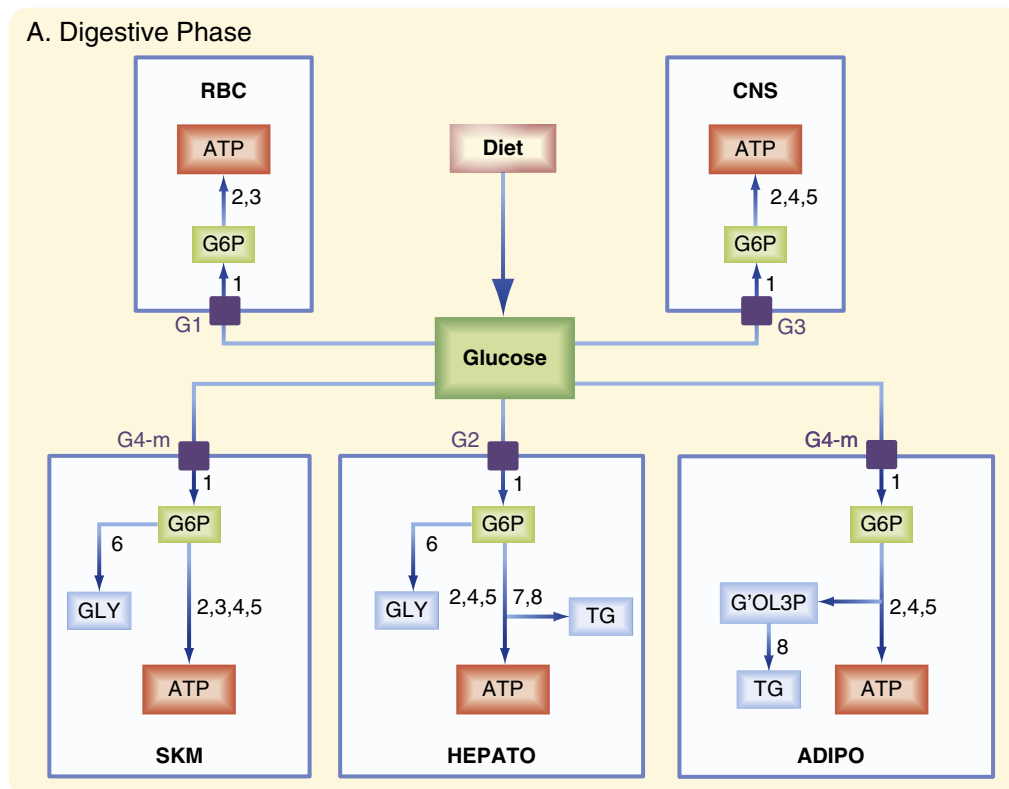 A. Digestive Phase
RBC
ATP
2,3
G6P
1
G1
Diet
CNS
ATP
2,4,5
G6P
1
G3
Glucose
G4-m
1
G6P
6
GLY
2,3,4,5
ATP
SKM
G2
1
G6P
6
GLY
2,4,5
7,8
TG
ATP
HEPATO
G4-m
1
G6P
G'OL3P
2,4,5
8
TG
ATP
ADIPO